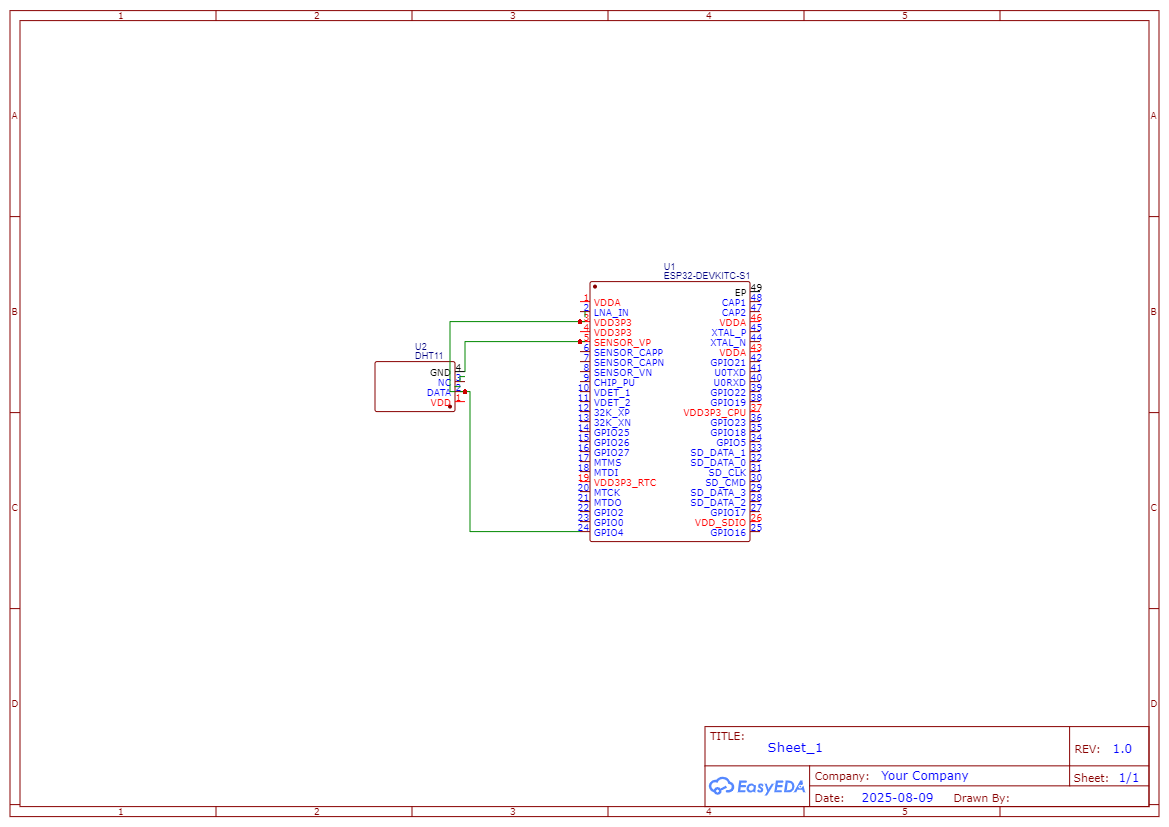 1 2 3 4 5
A A
B B
C C
D D
U1
ESP32-DEVKITC-S1
1 VDDA
2 LNA_IN
3 VDD3P3
4 VDD3P3
5 SENSOR_VP
6 SENSOR_CAPP
7 SENSOR_CAPN
8 SENSOR_VN
9 CHIP_PU
10 VDET_1
11 VDET_2
12 32K_XP
13 32K_XN
14 GPIO25
15 GPIO26
16 GPIO27
17 MTMS
18 MTDI
19 VDD3P3_RTC
20 MTCK
21 MTDO
22 GPIO2
23 GPIO0
24 GPIO4
EP 49
CAP1 48
CAP2 47
VDDA 46
XTAL_P 45
XTAL_N 44
VDDA 43
GPIO21 42
U0TXD 41
U0RXD 40
GPIO22 39
GPIO19 38
VDD3P3_CPU 37
GPIO23 36
GPIO18 35
GPIO5 34
SD_DATA_1 33
SD_DATA_0 32
SD_CLK 31
SD_CMD 30
SD_DATA_3 29
SD_DATA_2 28
GPIO17 27
VDD_SDIO 26
GPIO16 25
U2
DHT11
GND 4
NC 3
DATA 2
VDD 1
TITLE:
Sheet_1
REV: 1.0
EasyEDA
Company: Your Company
Sheet: 1/1
Date: 2025-08-09 Drawn By:
1 2 3 4 5